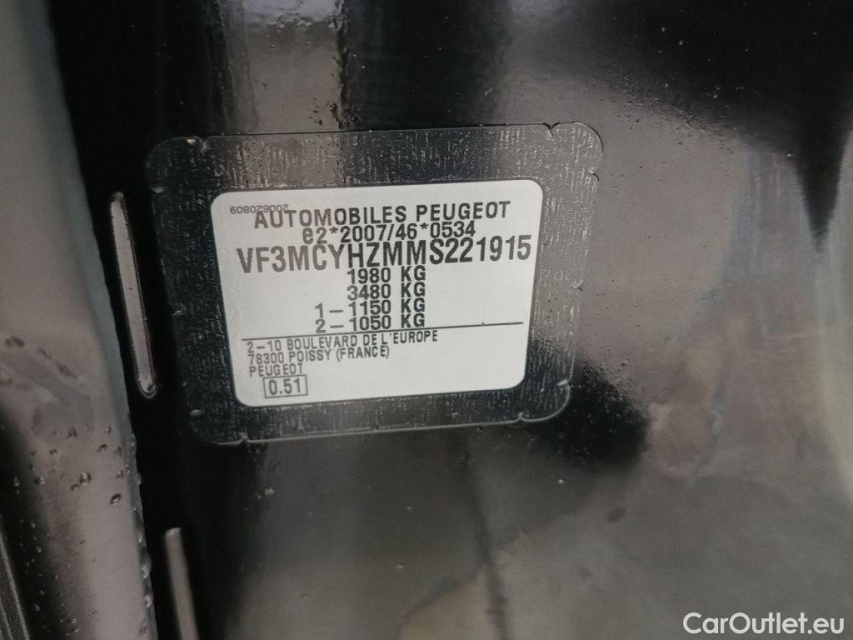 200620809
AUTOMOBILES PEUGEOT
e2*2007/46*0534
VF3MCYHZMMS221915
1980 KG
3480 KG
1-1150 KG
2-1050 KG
2-10 BOULEVARD DE L'EUROPE
78300 POISSY (FRANCE)
PEUGEOT
0.51
CarOutlet.eu